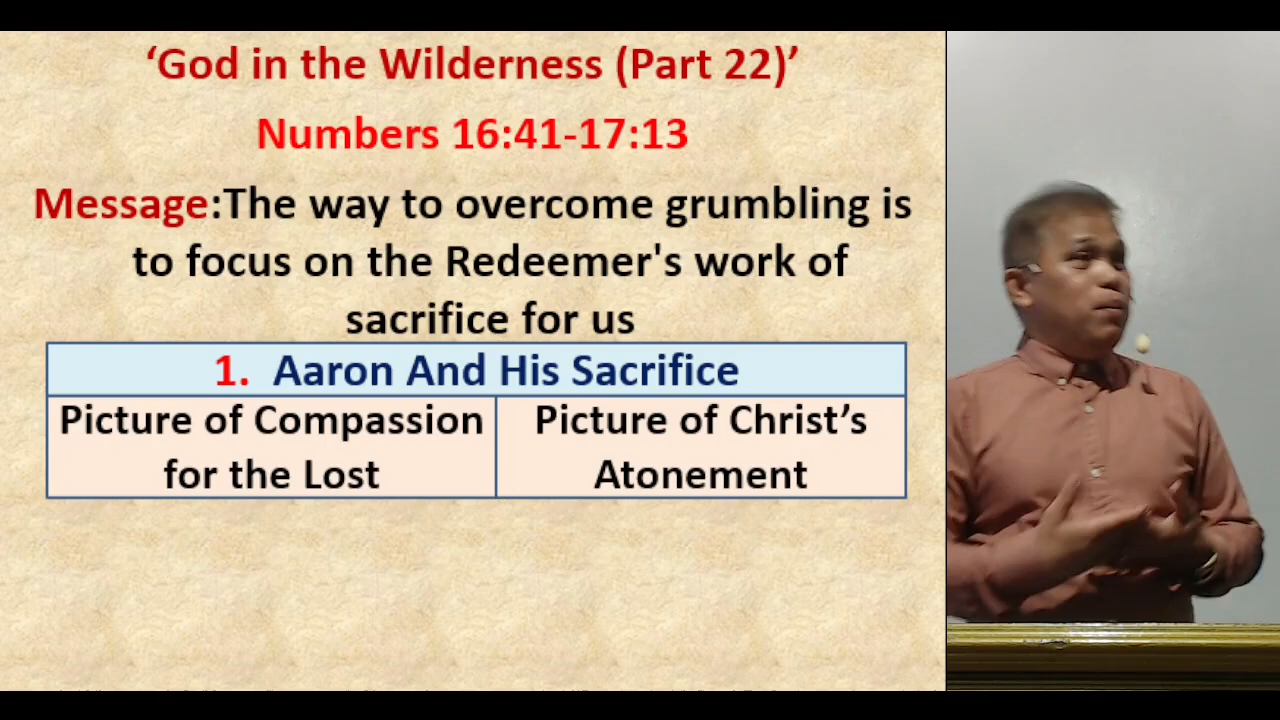 ‘God in the Wilderness (Part 22)’
Numbers 16:41-17:13
Message:The way to overcome grumbling is
to focus on the Redeemer's work of
sacrifice for us
1. Aaron And His Sacrifice
Picture of Compassion
for the Lost
Picture of Christ’s
Atonement